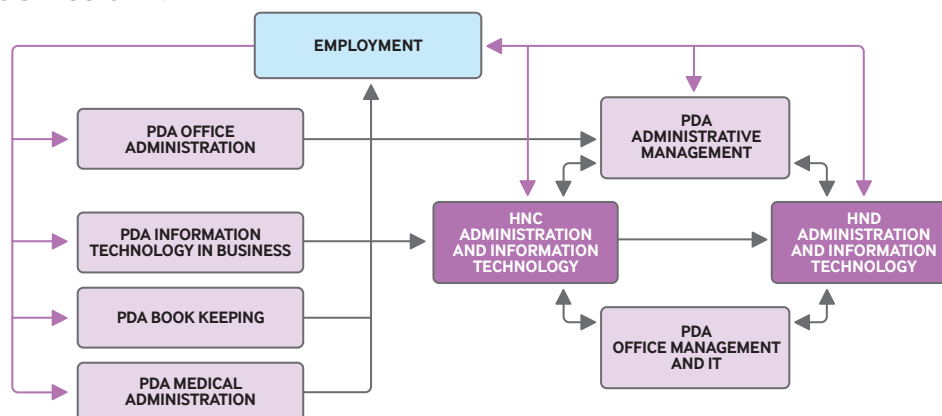 EMPLOYMENT
PDA OFFICE
ADMINISTRATION
PDA
ADMINISTRATIVE
MANAGEMENT
PDA INFORMATION
TECHNOLOGY IN BUSINESS
HNC
ADMINISTRATION
AND INFORMATION
TECHNOLOGY
HND
ADMINISTRATION
AND INFORMATION
TECHNOLOGY
PDA BOOK KEEPING
PDA
OFFICE MANAGEMENT
AND IT
PDA MEDICAL
ADMINISTRATION